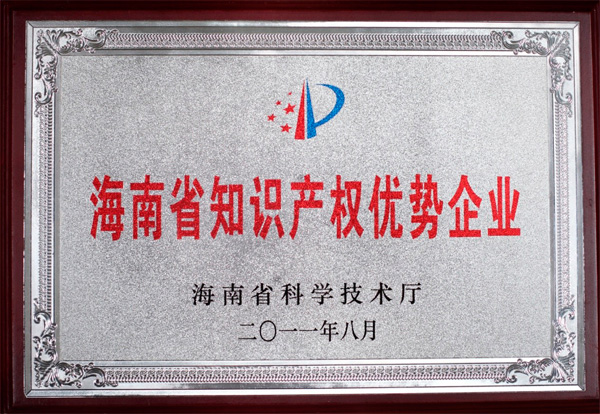 海南省知识产权优势企业
海南省科学技术厅
二〇一一年八月